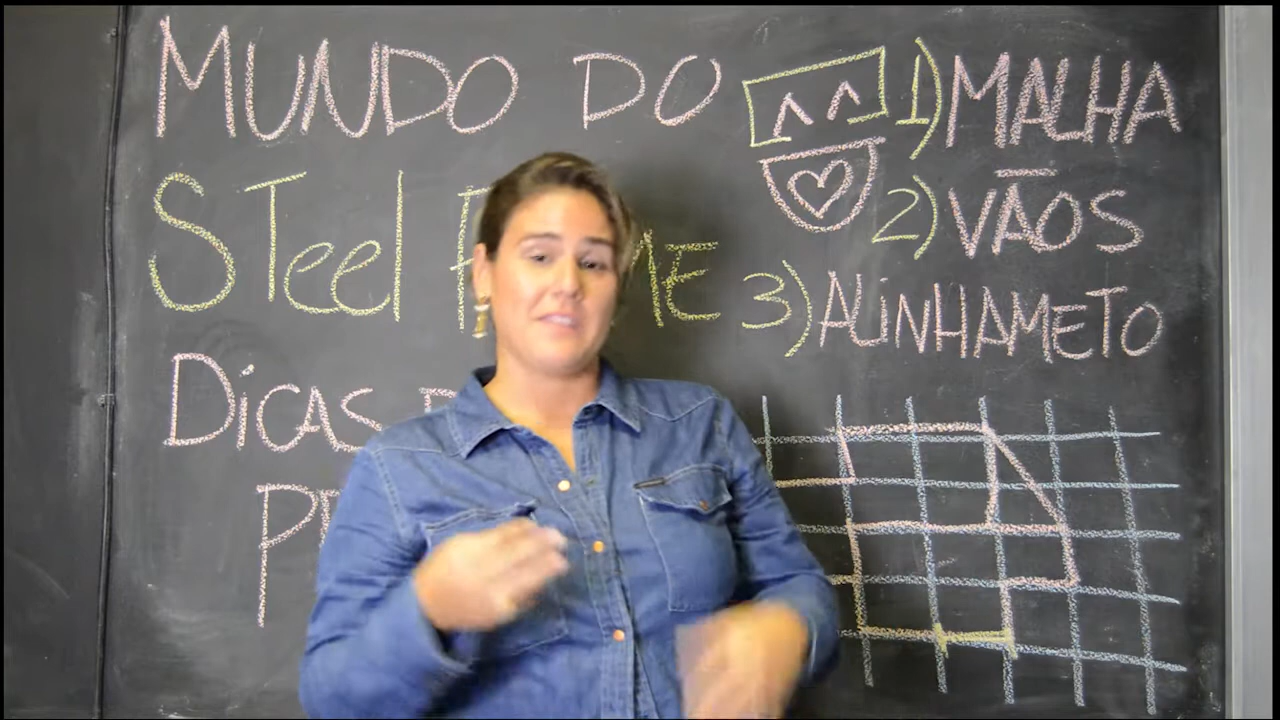 MUNDO DO
STeel
Dicas
1) MALHA
2) VÃOS
3) ALINHAMETO